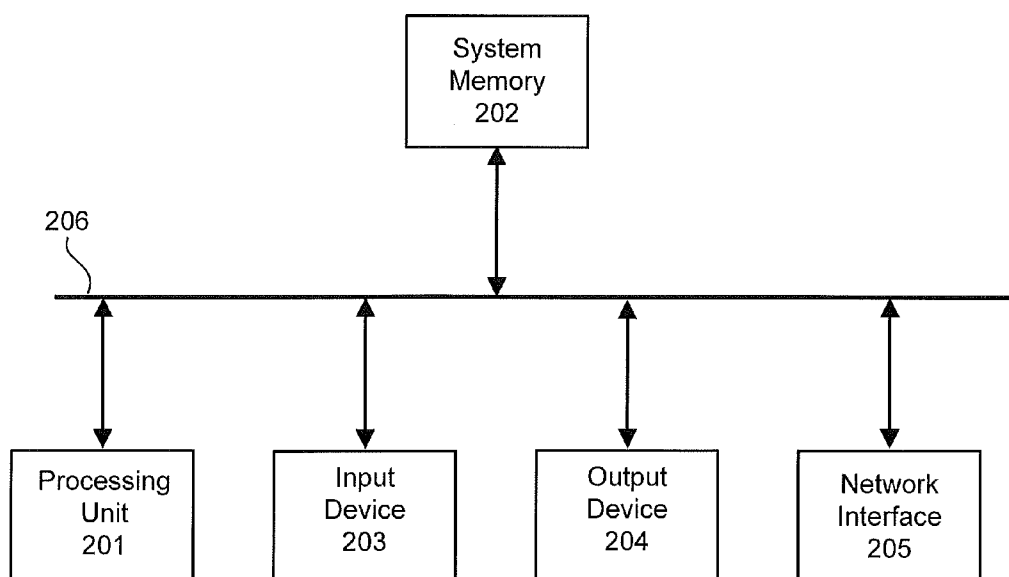 System
Memory
202
206
Processing
Unit
201
Input
Device
203
Output
Device
204
Network
Interface
205